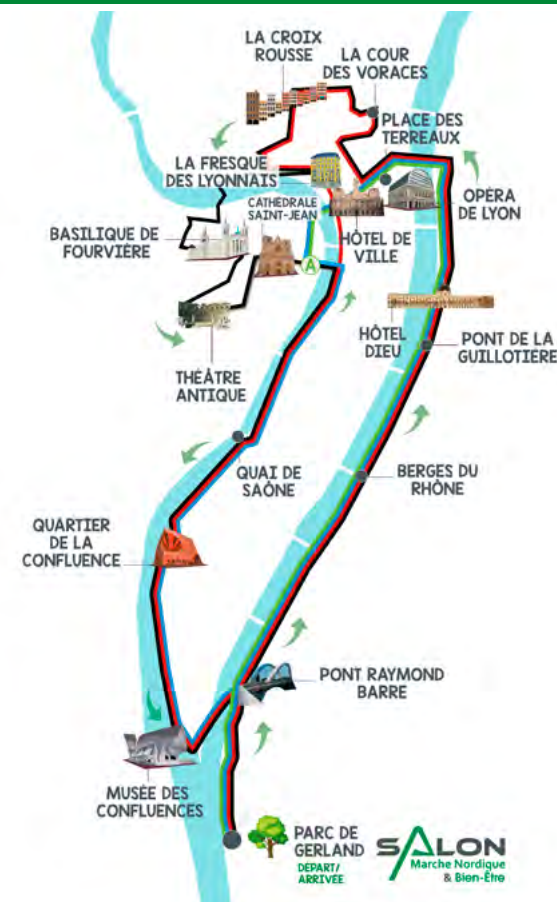 LA CROIX
ROUSSE
LA COUR
DES VORACES
PLACE DES
TERREAUX
LA FRESQUE
DES LYONNAIS
CATHEDRALE
SAINT-JEAN
OPÉRA
DE LYON
BASILIQUE DE
FOURVIÈRE
HÔTEL DE
VILLE
A
HÔTEL
DIEU
PONT DE LA
GUILLOTIÈRE
THÉÂTRE
ANTIQUE
QUAI DE
SAÔNE
BERGES DU
RHÔNE
QUARTIER
DE LA
CONFLUENCE
PONT RAYMOND
BARRE
MUSÉE DES
CONFLUENCES
PARC DE
GERLAND
DÉPART/
ARRIVÉE
SALON
Marche Nordique
& Bien-Être